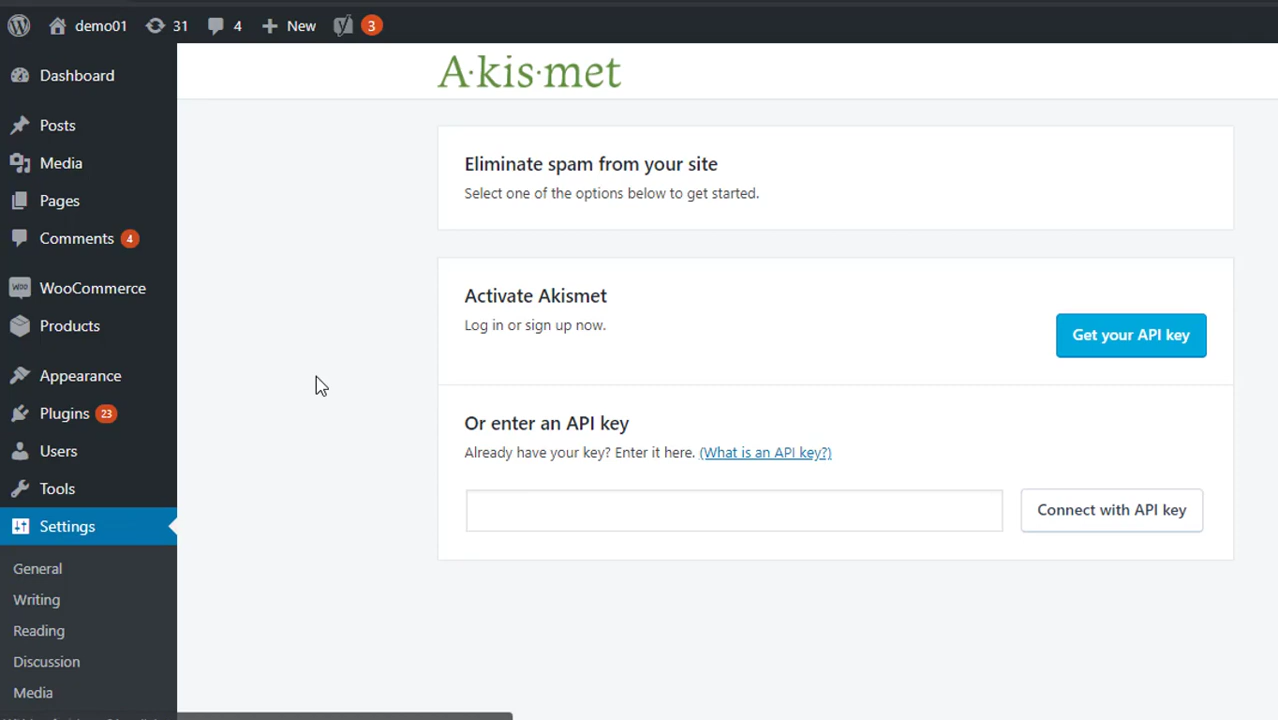 demo01 31 4 New 3
A·kis·met
Dashboard
Posts
Media
Pages
Comments 4
WooCommerce
Products
Appearance
Plugins 23
Users
Tools
Settings
General
Writing
Reading
Discussion
Media
Eliminate spam from your site
Select one of the options below to get started.
Activate Akismet
Log in or sign up now.
Get your API key
Or enter an API key
Already have your key? Enter it here. (What is an API key?)
Connect with API key